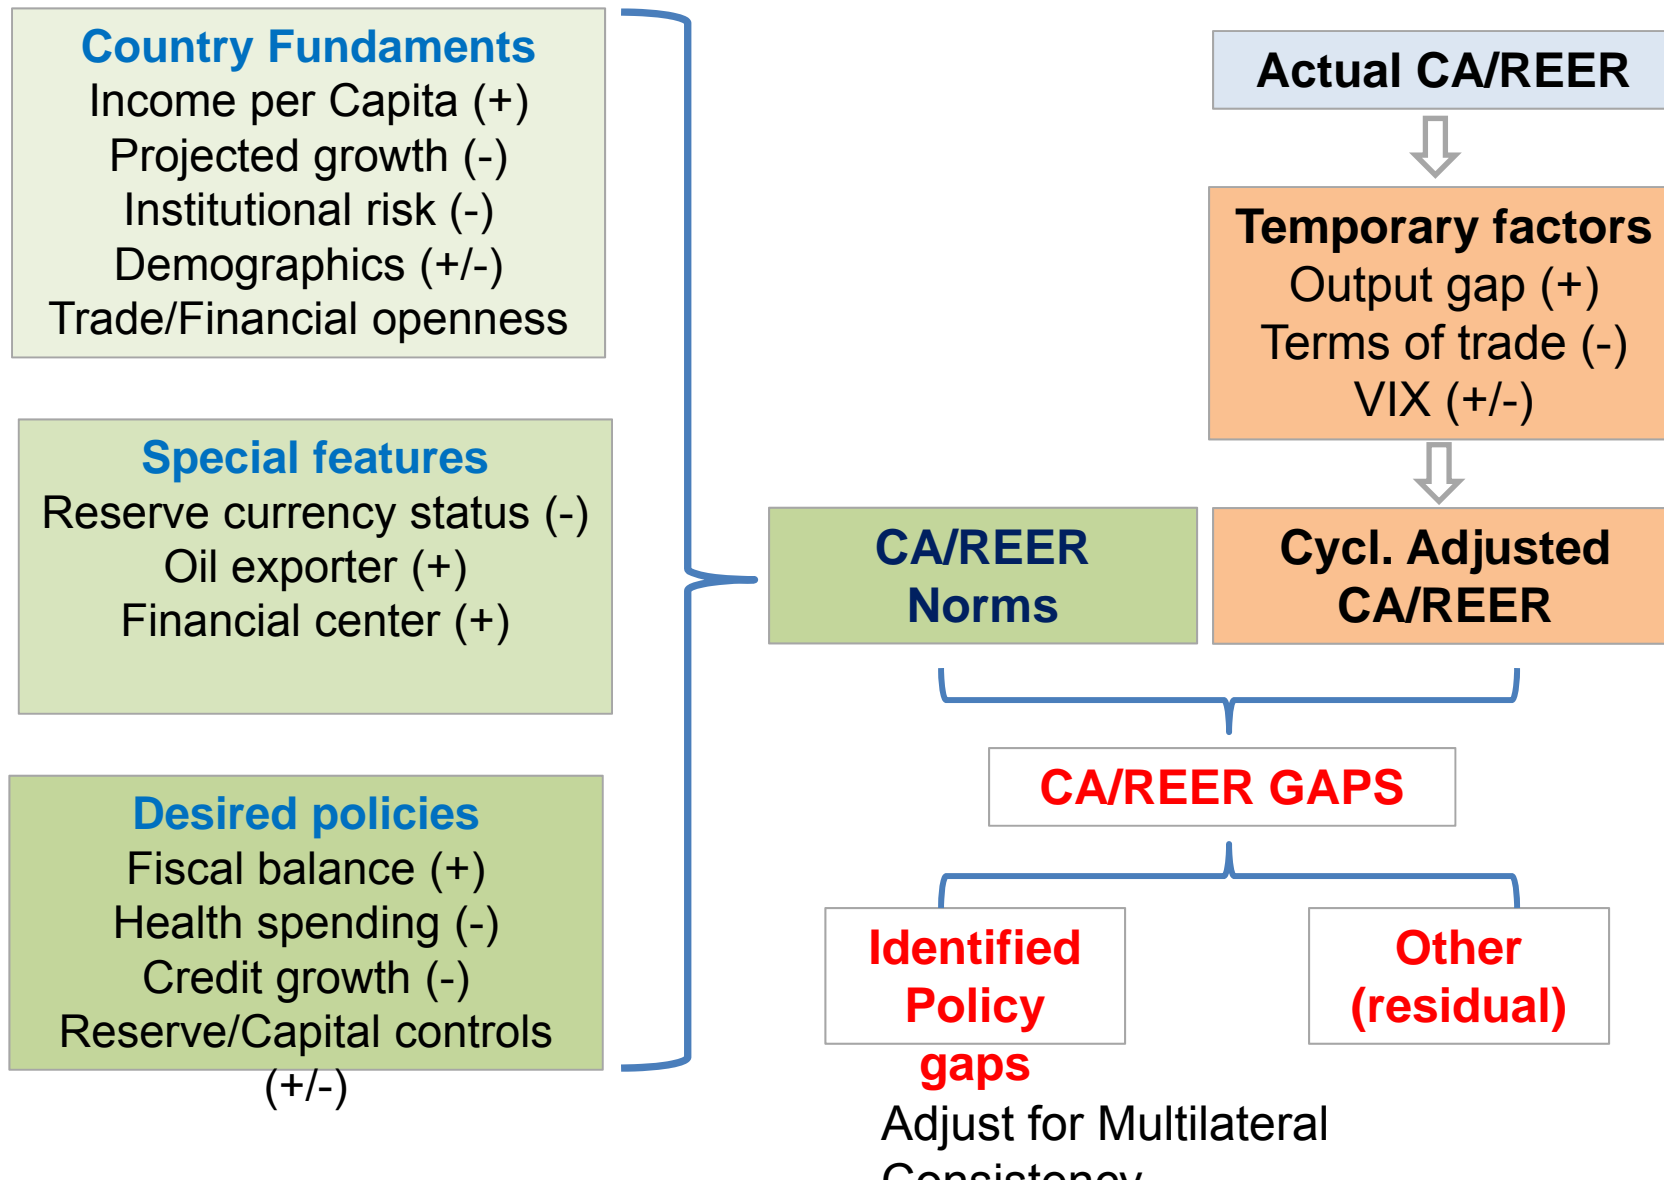 Country Fundaments
Income per Capita (+)
Projected growth (-)
Institutional risk (-)
Demographics (+/-)
Trade/Financial openness
Special features
Reserve currency status (-)
Oil exporter (+)
Financial center (+)
Desired policies
Fiscal balance (+)
Health spending (-)
Credit growth (-)
Reserve/Capital controls
(+/-)
Actual CA/REER
Temporary factors
Output gap (+)
Terms of trade (-)
VIX (+/-)
CA/REER
Norms
Cycl. Adjusted
CA/REER
CA/REER GAPS
Identified
Policy
gaps
Other
(residual)
Adjust for Multilateral
Consistency